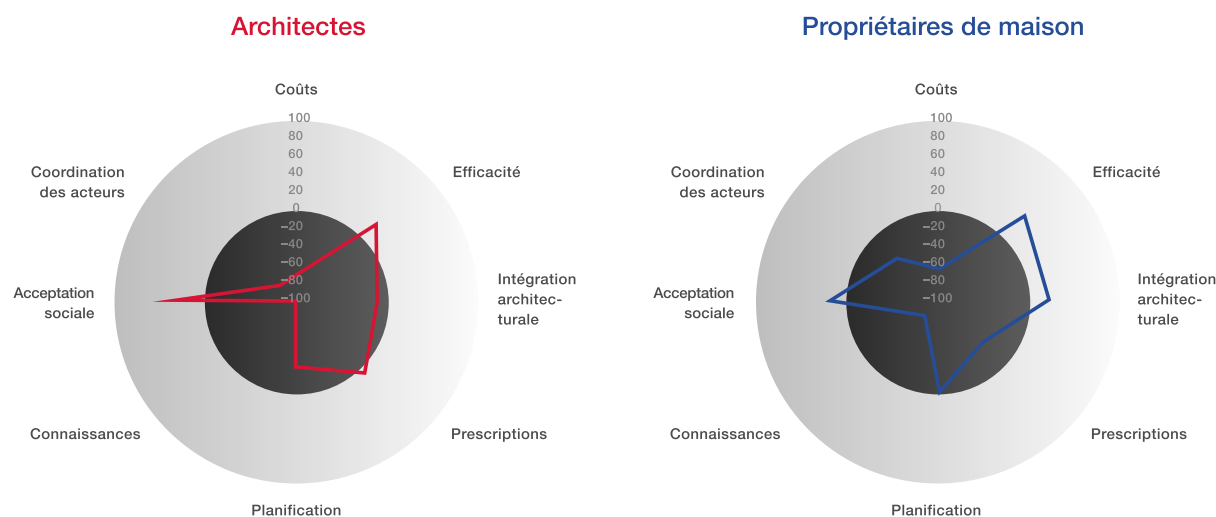 Architectes
Coûts
100
80
60
40
20
0
–20
–40
–60
–80
–100
Efficacité
Intégration
architec-
turale
Prescriptions
Planification
Connaissances
Acceptation
sociale
Coordination
des acteurs
Propriétaires de maison
Coûts
100
80
60
40
20
0
–20
–40
–60
–80
–100
Efficacité
Intégration
architec-
turale
Prescriptions
Planification
Connaissances
Acceptation
sociale
Coordination
des acteurs